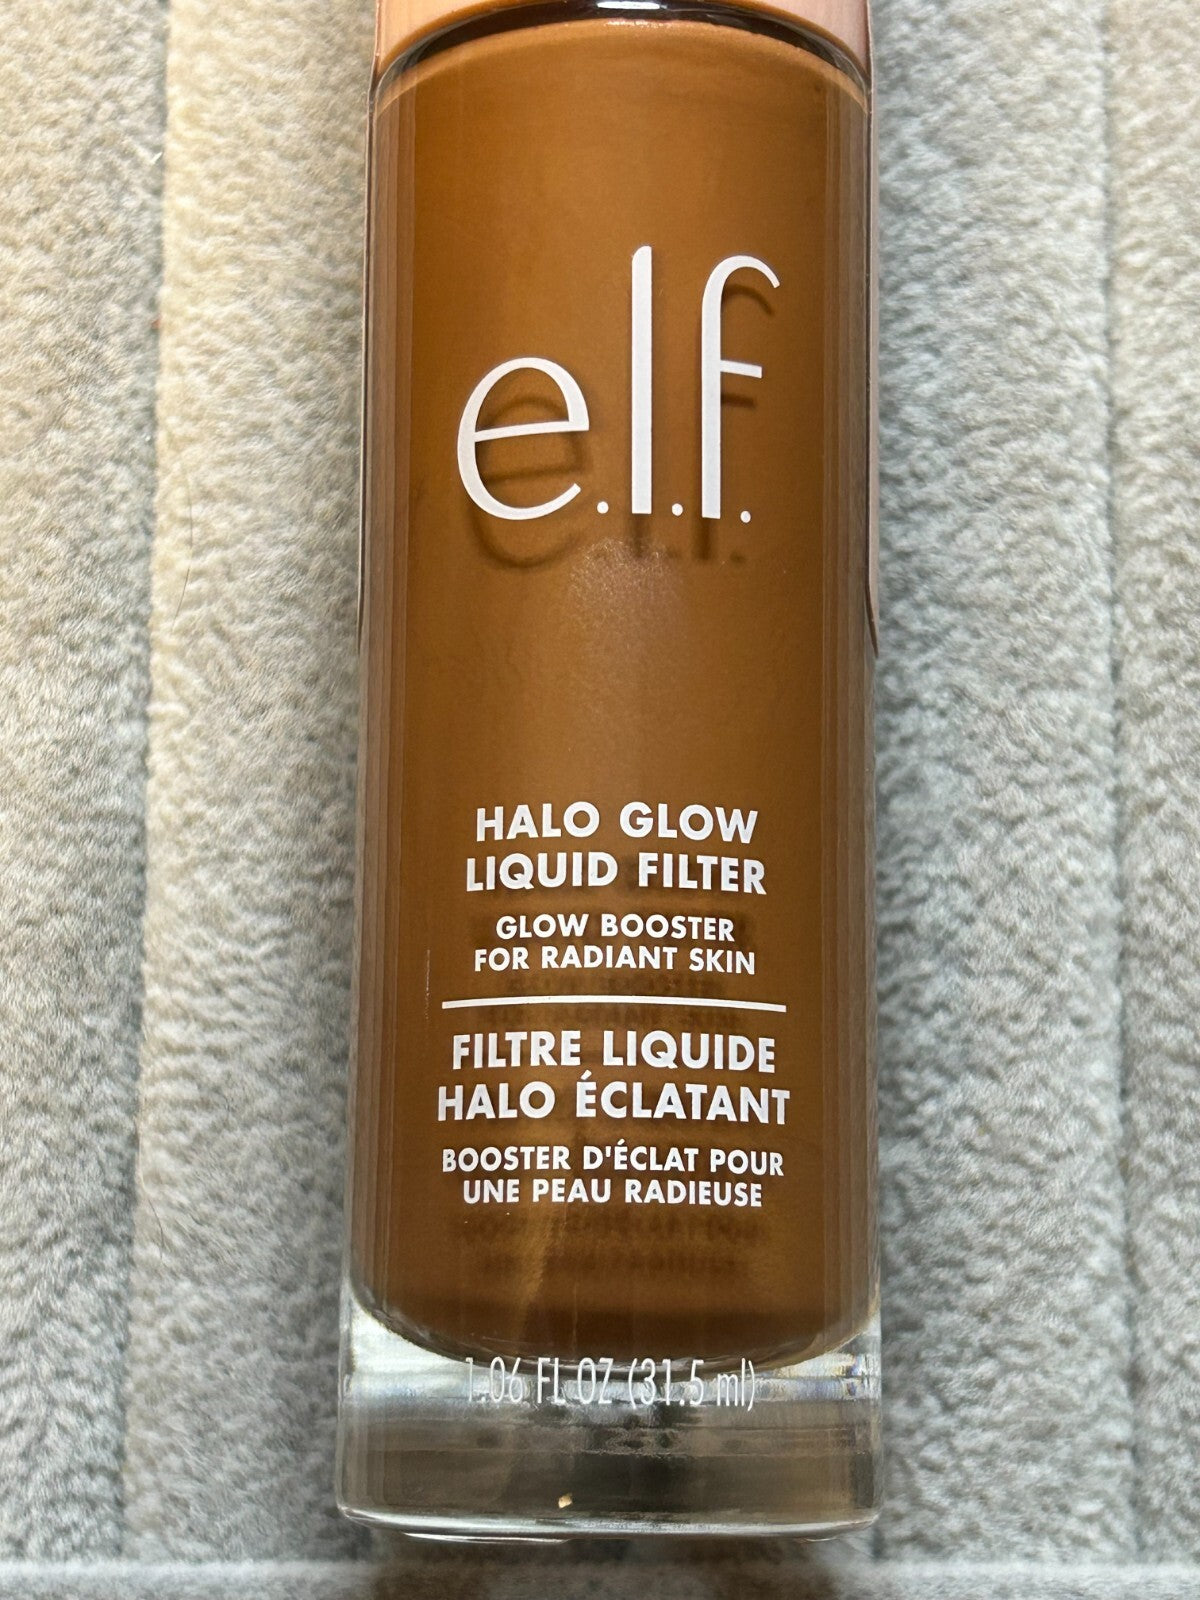 e.l.f.
HALO GLOW
LIQUID FILTER
GLOW BOOSTER
FOR RADIANT SKIN
FILTRE LIQUIDE
HALO ÉCLATANT
BOOSTER D'ÉCLAT POUR
UNE PEAU RADIEUSE
1.06 FL OZ (31.5 ml)